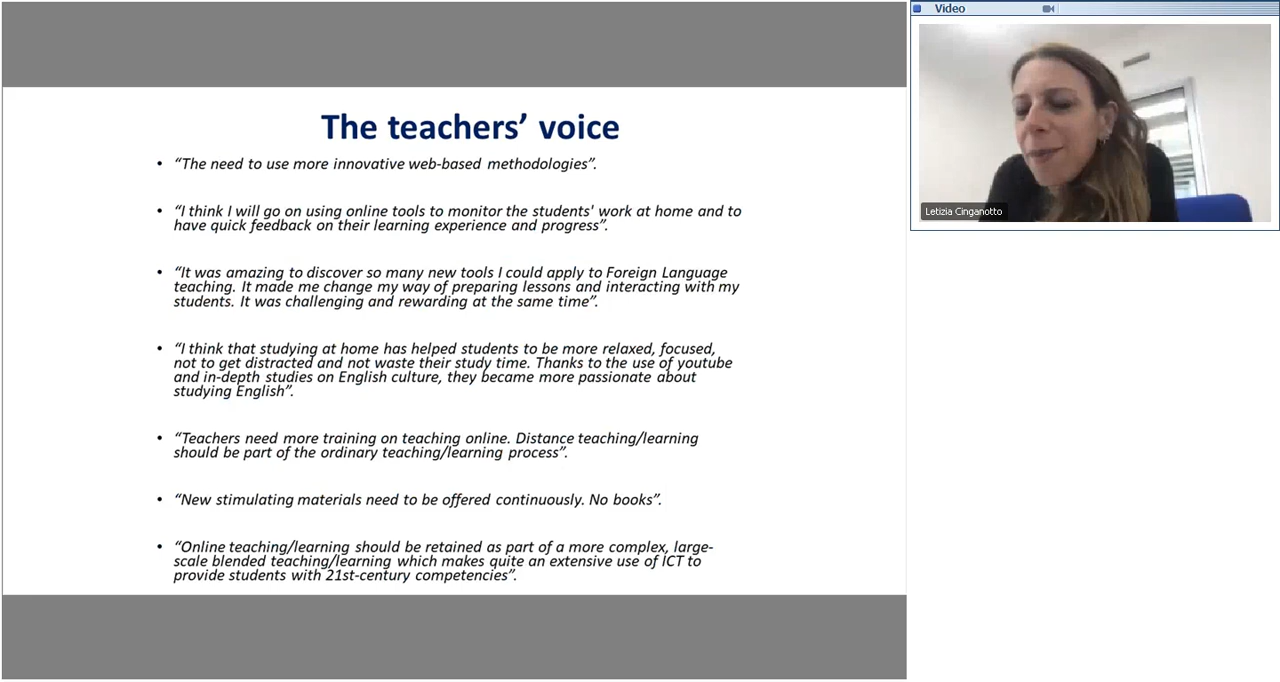 The teachers’ voice
• “The need to use more innovative web-based methodologies”.
• “I think I will go on using online tools to monitor the students' work at home and to
have quick feedback on their learning experience and progress”.
• “It was amazing to discover so many new tools I could apply to Foreign Language
teaching. It made me change my way of preparing lessons and interacting with my
students. It was challenging and rewarding at the same time”.
• “I think that studying at home has helped students to be more relaxed, focused,
not to get distracted and not waste their study time. Thanks to the use of youtube
and in-depth studies on English culture, they became more passionate about
studying English”.
• “Teachers need more training on teaching online. Distance teaching/learning
should be part of the ordinary teaching/learning process”.
• “New stimulating materials need to be offered continuously. No books”.
• “Online teaching/learning should be retained as part of a more complex, large-
scale blended teaching/learning which makes quite an extensive use of ICT to
provide students with 21st-century competencies”.
Video
Letizia Cinganotto